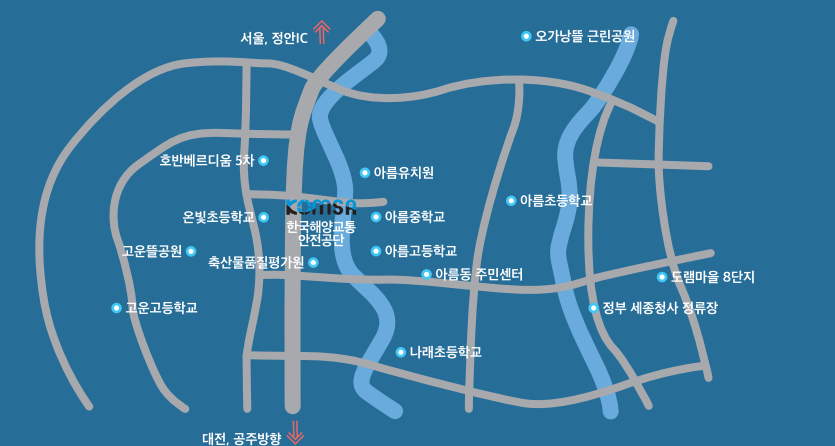 서울, 정안IC
오가낭뜰 근린공원
호반베르디움 5차
아름유치원
아름초등학교
komsa
온빛초등학교
아름중학교
한국해양교통
안전공단
고운뜰공원
아름고등학교
축산물품질평가원
아름동 주민센터
도램마을 8단지
고운고등학교
정부 세종청사 정류장
나래초등학교
대전, 공주방향